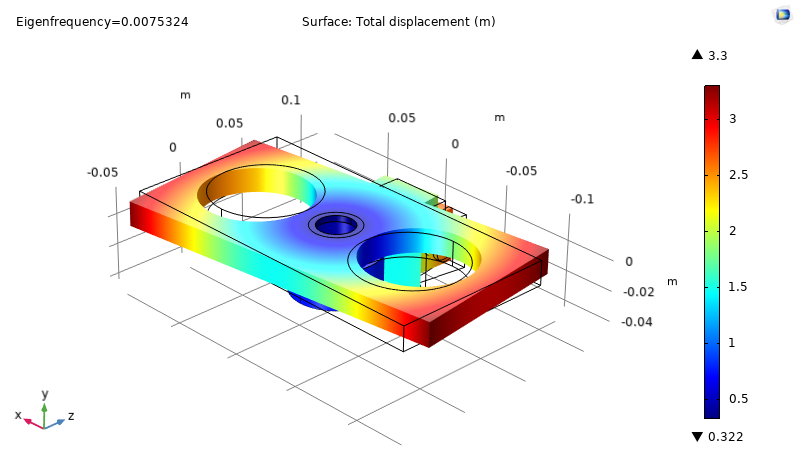 Eigenfrequency=0.0075324 Surface: Total displacement (m)
▲ 3.3
m
0.1
0.05
m
0.05
0
0
-0.05
-0.05
-0.1
0
m
-0.02
-0.04
3
2.5
2
1.5
1
0.5
▼ 0.322
y
x
z